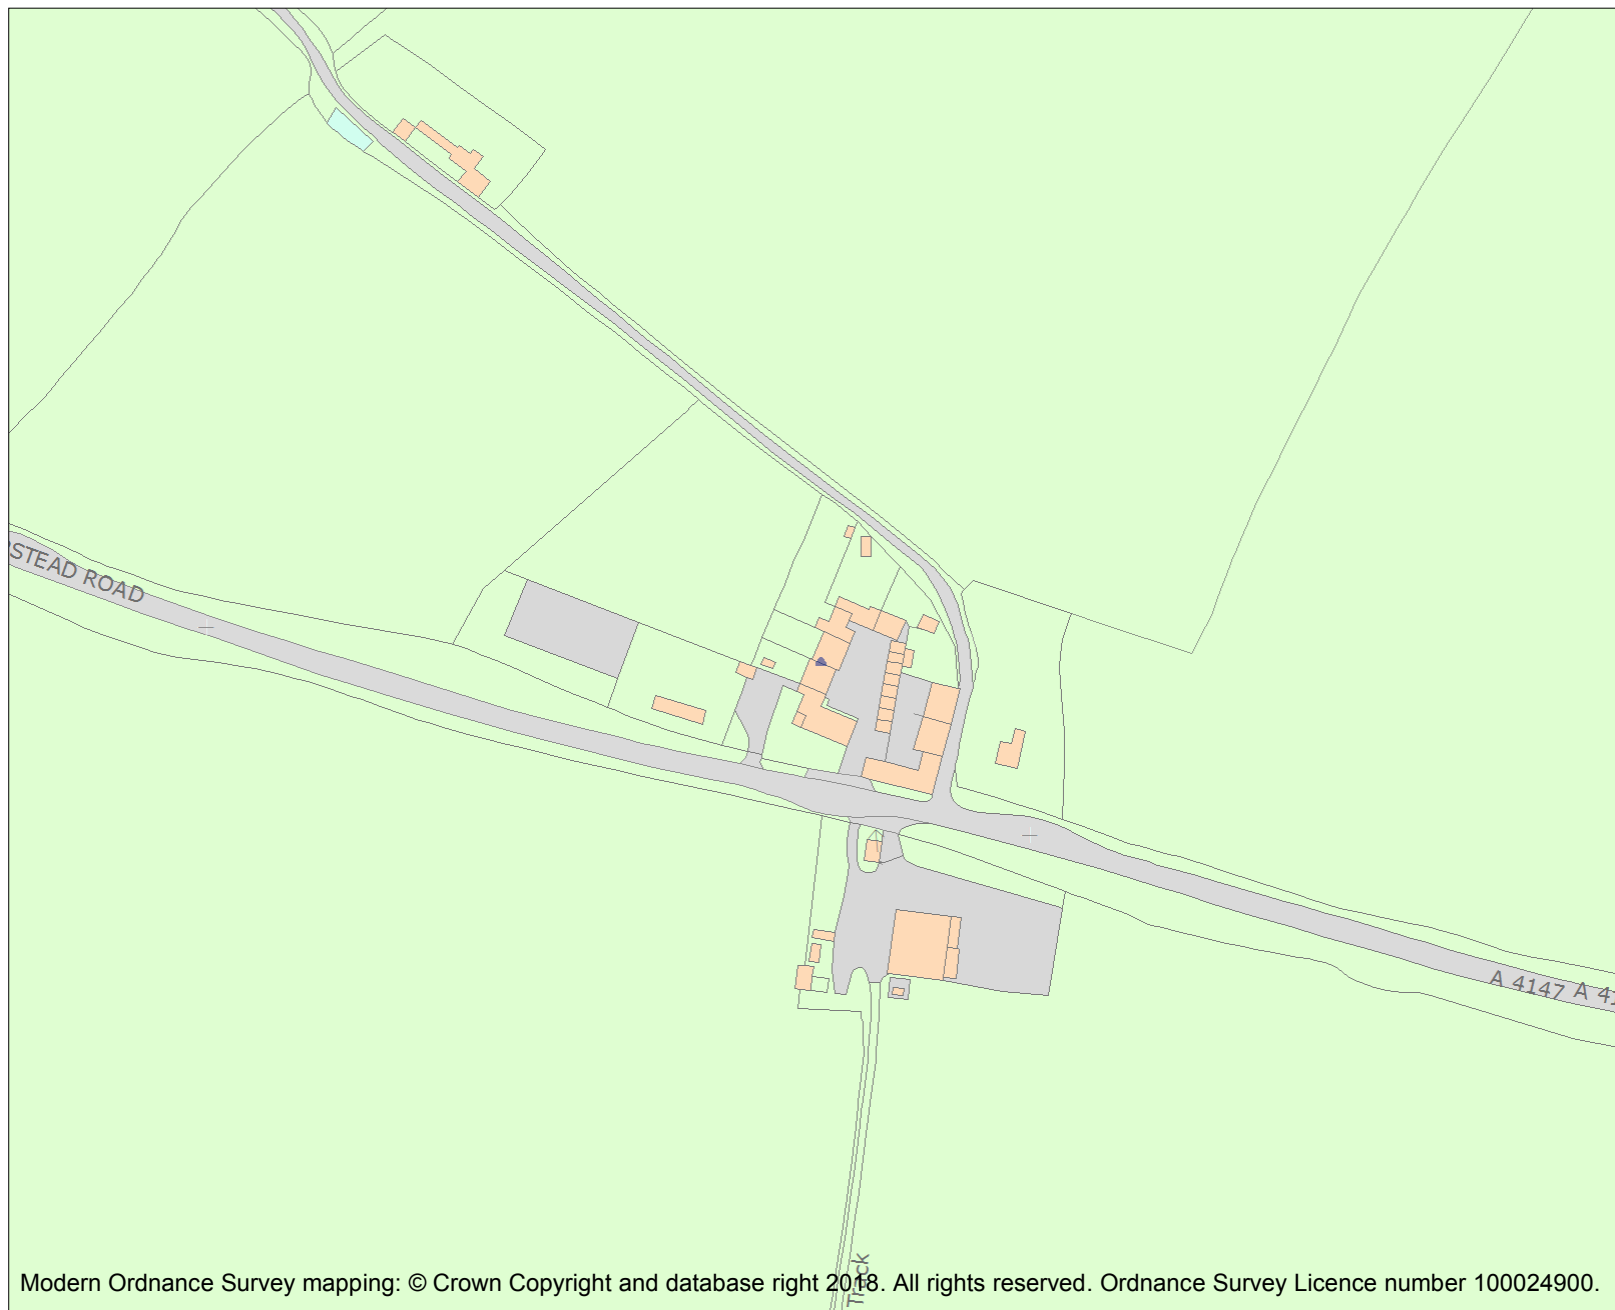 RSTEAD ROAD
A 4147 A 41
Track
Modern Ordnance Survey mapping: © Crown Copyright and database right 2018. All rights reserved. Ordnance Survey Licence number 100024900.